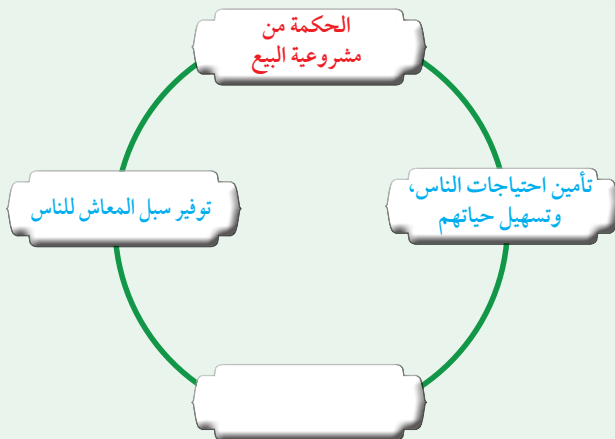 الحكمة من
مشروعية البيع
تأمين احتياجات الناس،
وتسهيل حياتهم
توفير سبل المعاش للناس